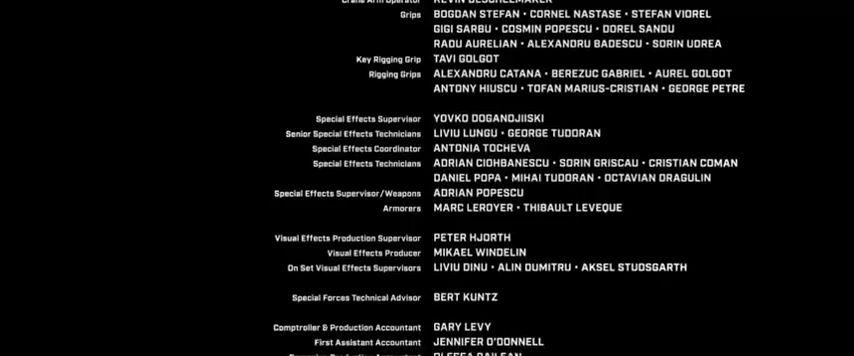 Crane Arm Operator KEVIN DESCHELMAKER
Grips BOGDAN STEFAN • CORNEL NASTASE • STEFAN VIOREL
GIGI SARBU • COSMIN POPESCU • DOREL SANDU
RADU AURELIAN • ALEXANDRU BADESCU • SORIN UDREA
Key Rigging Grip TAVI GOLGOT
Rigging Grips ALEXANDRU CATANA • BEREZUC GABRIEL • AUREL GOLGOT
ANTONY HIUSCU • TOFAN MARIUS-CRISTIAN • GEORGE PETRE
Special Effects Supervisor YOVKO DOGANDJIISKI
Senior Special Effects Technicians LIVIU LUNGU • GEORGE TUDORAN
Special Effects Coordinator ANTONIA TOCHEVA
Special Effects Technicians ADRIAN CIOHBANESCU • SORIN GRISCAU • CRISTIAN COMAN
DANIEL POPA • MIHAI TUDORAN • OCTAVIAN DRAGULIN
Special Effects Supervisor/Weapons ADRIAN POPESCU
Armorers MARC LEROYER • THIBAULT LEVEQUE
Visual Effects Production Supervisor PETER HJORTH
Visual Effects Producer MIKAEL WINDELIN
On Set Visual Effects Supervisors LIVIU DINU • ALIN DUMITRU • AKSEL STUDSGARTH
Special Forces Technical Advisor BERT KUNTZ
Comptroller & Production Accountant GARY LEVY
First Assistant Accountant JENNIFER O'DONNELL